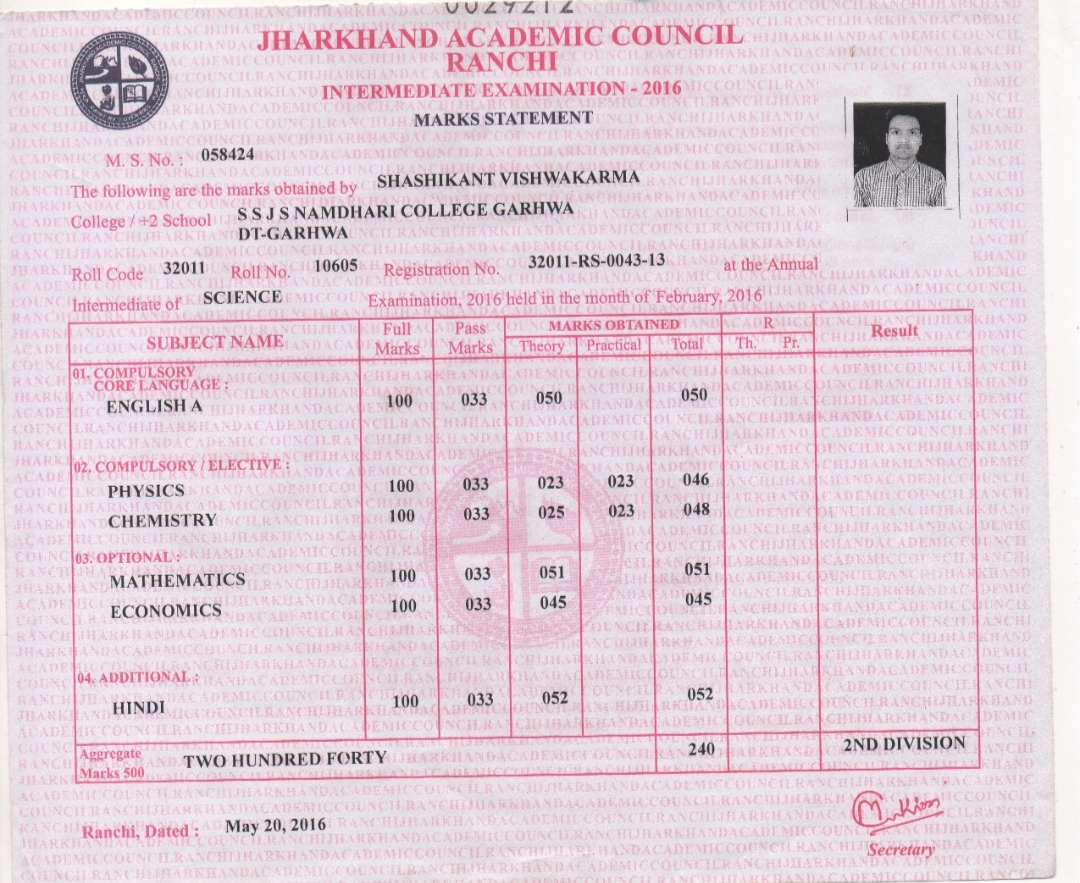 0029212
JHARKHAND ACADEMIC COUNCIL
RANCHI
INTERMEDIATE EXAMINATION - 2016
MARKS STATEMENT
M. S. No. : 058424
The following are the marks obtained by SHASHIKANT VISHWAKARMA
College / +2 School S S J S NAMDHARI COLLEGE GARHWA
DT-GARHWA
Roll Code 32011 Roll No. 10605 Registration No. 32011-RS-0043-13 at the Annual
Intermediate of SCIENCE Examination, 2016 held in the month of February, 2016
SUBJECT NAME Full Marks Pass Marks MARKS OBTAINED R Result
Theory Practical Total Th. Pr.
01. COMPULSORY
CORE LANGUAGE :
ENGLISH A 100 033 050 050
02. COMPULSORY / ELECTIVE :
PHYSICS 100 033 023 023 046
CHEMISTRY 100 033 025 023 048
03. OPTIONAL :
MATHEMATICS 100 033 051 051
ECONOMICS 100 033 045 045
04. ADDITIONAL :
HINDI 100 033 052 052
Aggregate
Marks 500 TWO HUNDRED FORTY 240 2ND DIVISION
Ranchi, Dated : May 20, 2016
Secretary